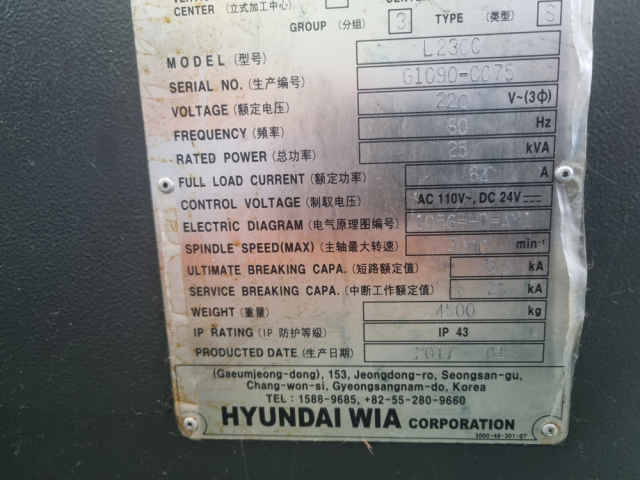 CENTER (立式加工中心)
GROUP (分组) 3 TYPE (类型) S
MODEL (型号)
SERIAL NO. (生产编号) G1090-0075
VOLTAGE (额定电压) 220 V~(3Φ)
FREQUENCY (频率) 60 Hz
RATED POWER (总功率) 25 kVA
FULL LOAD CURRENT (额定功率) 64 A
CONTROL VOLTAGE (制取电压) AC 110V~, DC 24V
ELECTRIC DIAGRAM (电气原理图编号)
SPINDLE SPEED(MAX) (主轴最大转速) min-1
ULTIMATE BREAKING CAPA. (短路额定值) kA
SERVICE BREAKING CAPA. (中断工作额定值) kA
WEIGHT (重量) 4500 kg
IP RATING (IP 防护等级) IP 43
PRODUCTED DATE (生产日期) 2017
(Gaeumjeong-dong), 153, Jeongdong-ro, Seongsan-gu,
Chang-won-si, Gyeongsangnam-do, Korea
TEL : 1588-9685, +82-55-280-9660
HYUNDAI WIA CORPORATION
3000-48-301-07